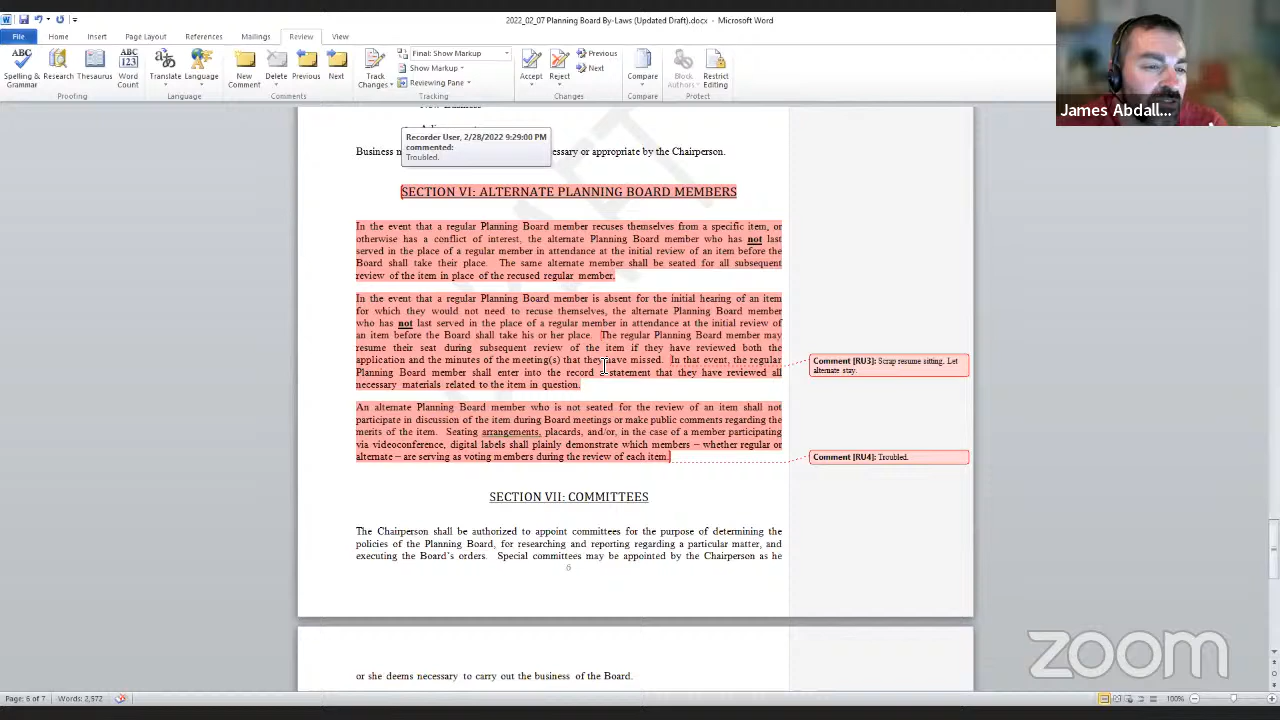 2022_02_07 Planning Board By-Laws (Updated Draft).docx - Microsoft Word
File Home Insert Page Layout References Mailings Review View
Spelling & Grammar Research Thesaurus Word Count Translate Language New Comment Delete Previous Next Track Changes Final: Show Markup Show Markup Reviewing Pane Accept Reject Previous Next Compare Block Authors Restrict Editing
Proofing Language Comments Tracking Changes Compare Protect
James Abdall...
Recorder User, 2/28/2022 9:29:00 PM
commented:
Troubled.
Business essary or appropriate by the Chairperson.
SECTION VI: ALTERNATE PLANNING BOARD MEMBERS
In the event that a regular Planning Board member recuses themselves from a specific item, or
otherwise has a conflict of interest, the alternate Planning Board member who has not last
served in the place of a regular member in attendance at the initial review of an item before the
Board shall take their place. The same alternate member shall be seated for all subsequent
review of the item in place of the recused regular member.
In the event that a regular Planning Board member is absent for the initial hearing of an item
for which they would not need to recuse themselves, the alternate Planning Board member
who has not last served in the place of a regular member in attendance at the initial review of
an item before the Board shall take his or her place. The regular Planning Board member may
resume their seat during subsequent review of the item if they have reviewed both the
application and the minutes of the meeting(s) that they have missed. In that event, the regular
Planning Board member shall enter into the record a statement that they have reviewed all
necessary materials related to the item in question.
Comment [RU3]: Scrap resume sitting. Let
alternate stay.
An alternate Planning Board member who is not seated for the review of an item shall not
participate in discussion of the item during Board meetings or make public comments regarding the
merits of the item. Seating arrangements, placards, and/or, in the case of a member participating
via videoconference, digital labels shall plainly demonstrate which members – whether regular or
alternate – are serving as voting members during the review of each item.
Comment [RU4]: Troubled.
SECTION VII: COMMITTEES
The Chairperson shall be authorized to appoint committees for the purpose of determining the
policies of the Planning Board, for researching and reporting regarding a particular matter, and
executing the Board's orders. Special committees may be appointed by the Chairperson as he
6
or she deems necessary to carry out the business of the Board.
zoom
Page: 6 of 7 Words: 2,572 100%